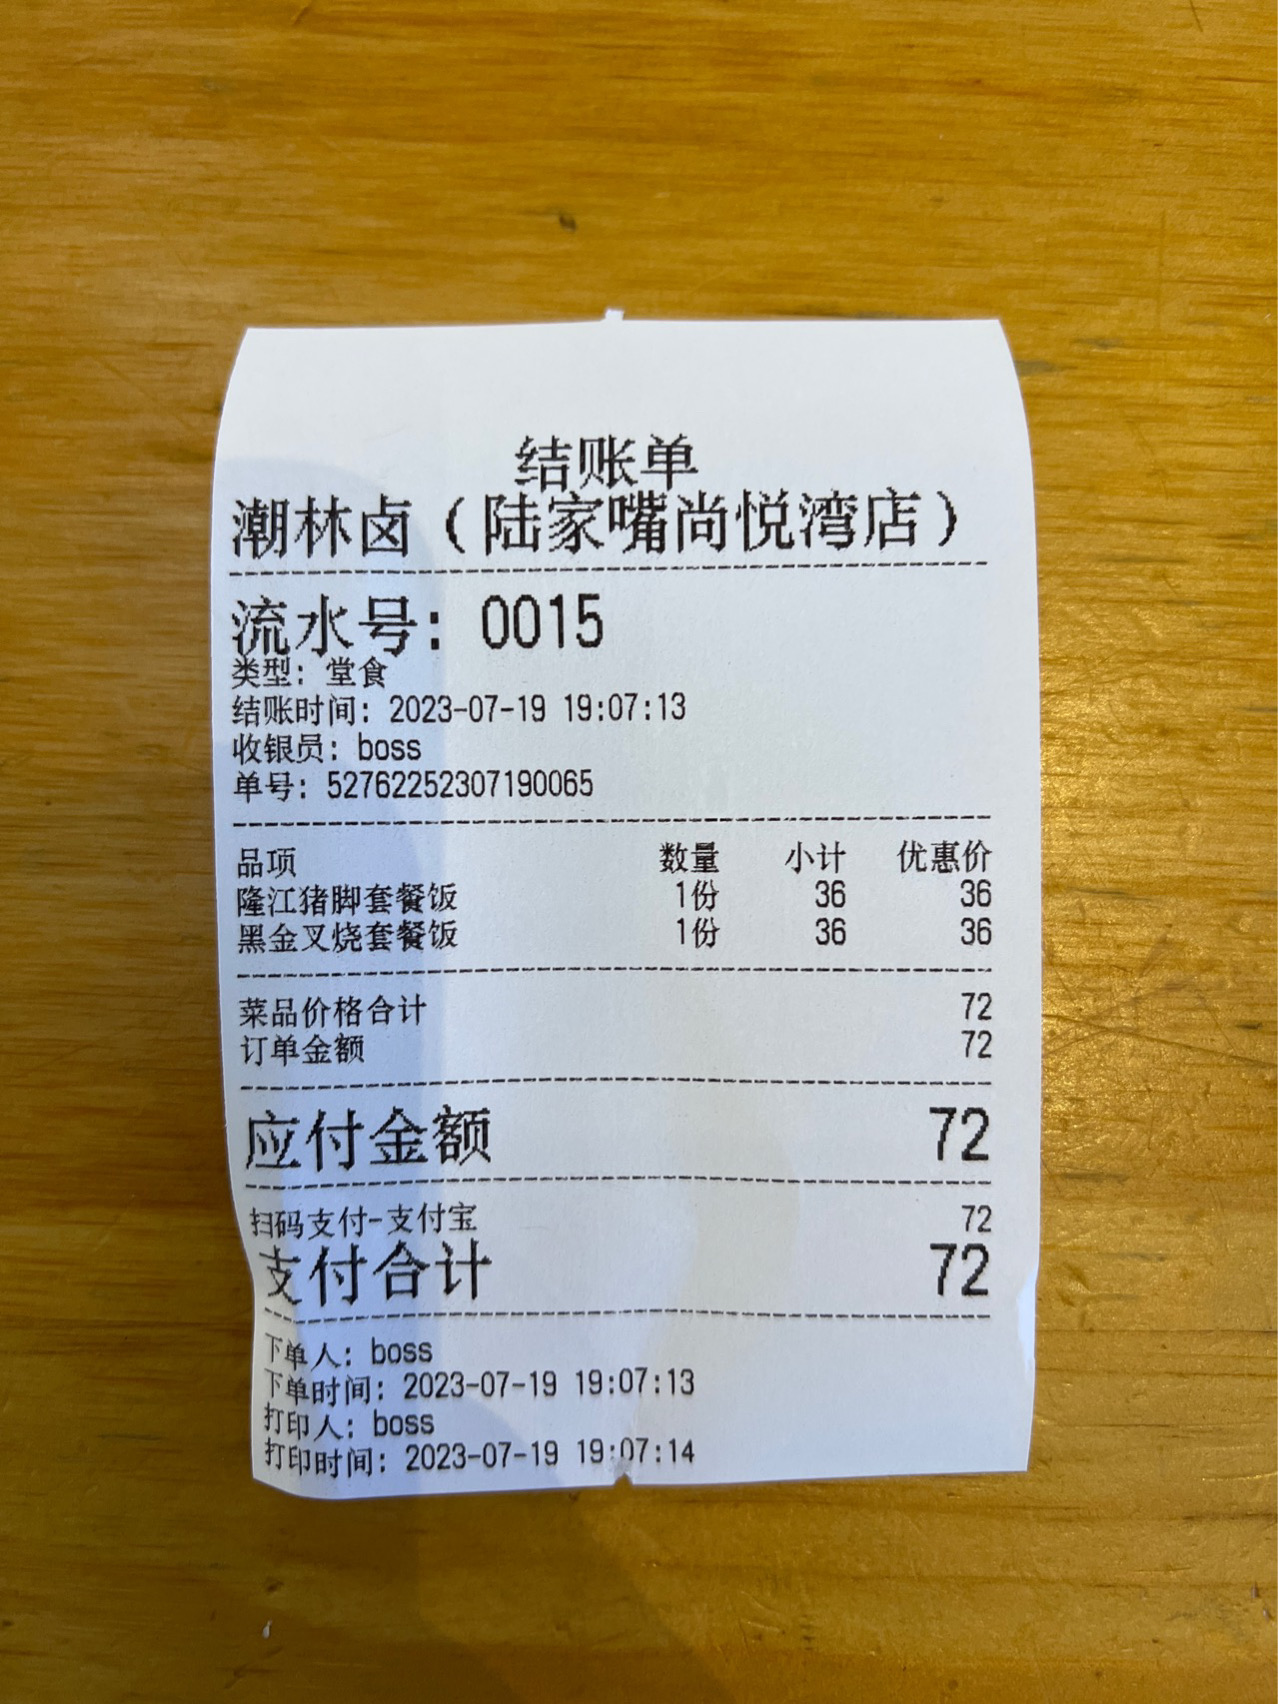 结账单
潮林卤（陆家嘴尚悦湾店）
流水号：0015
类型：堂食
结账时间：2023-07-19 19:07:13
收银员：boss
单号：52762252307190065
品项 数量 小计 优惠价
隆江猪脚套餐饭 1份 36 36
黑金叉烧套餐饭 1份 36 36
菜品价格合计 72
订单金额 72
应付金额 72
扫码支付-支付宝 72
支付合计 72
下单人：boss
下单时间：2023-07-19 19:07:13
打印人：boss
打印时间：2023-07-19 19:07:14